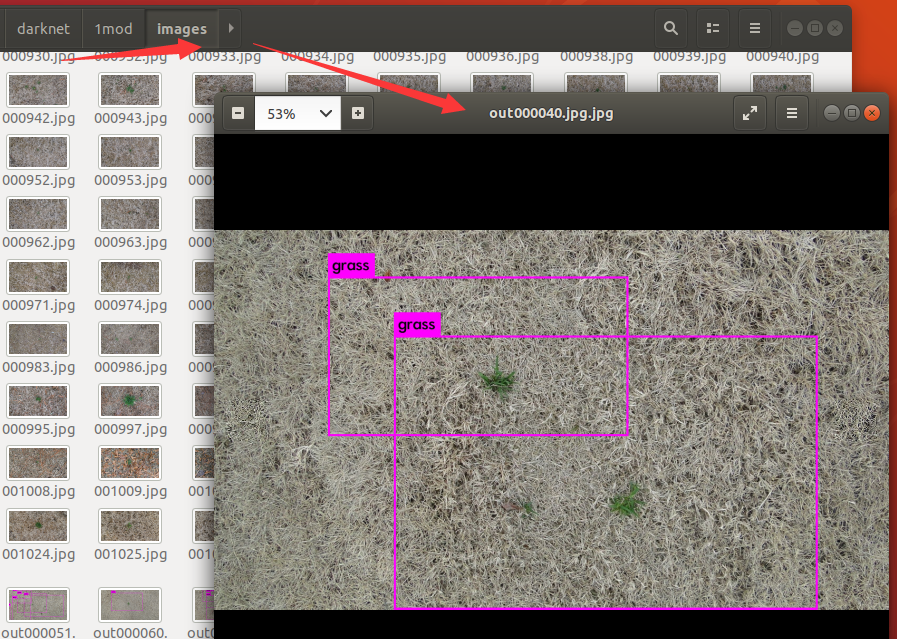 darknet 1mod images
000930.jpg 000932.jpg 000933.jpg 000934.jpg 000935.jpg 000936.jpg 000938.jpg 000939.jpg 000940.jpg
000942.jpg 000943.jpg
53% out000040.jpg.jpg
000952.jpg 000953.jpg
000962.jpg 000963.jpg
grass
000971.jpg 000974.jpg
grass
000983.jpg 000986.jpg
000995.jpg 000997.jpg
001008.jpg 001009.jpg
001024.jpg 001025.jpg
out000051. out000060.